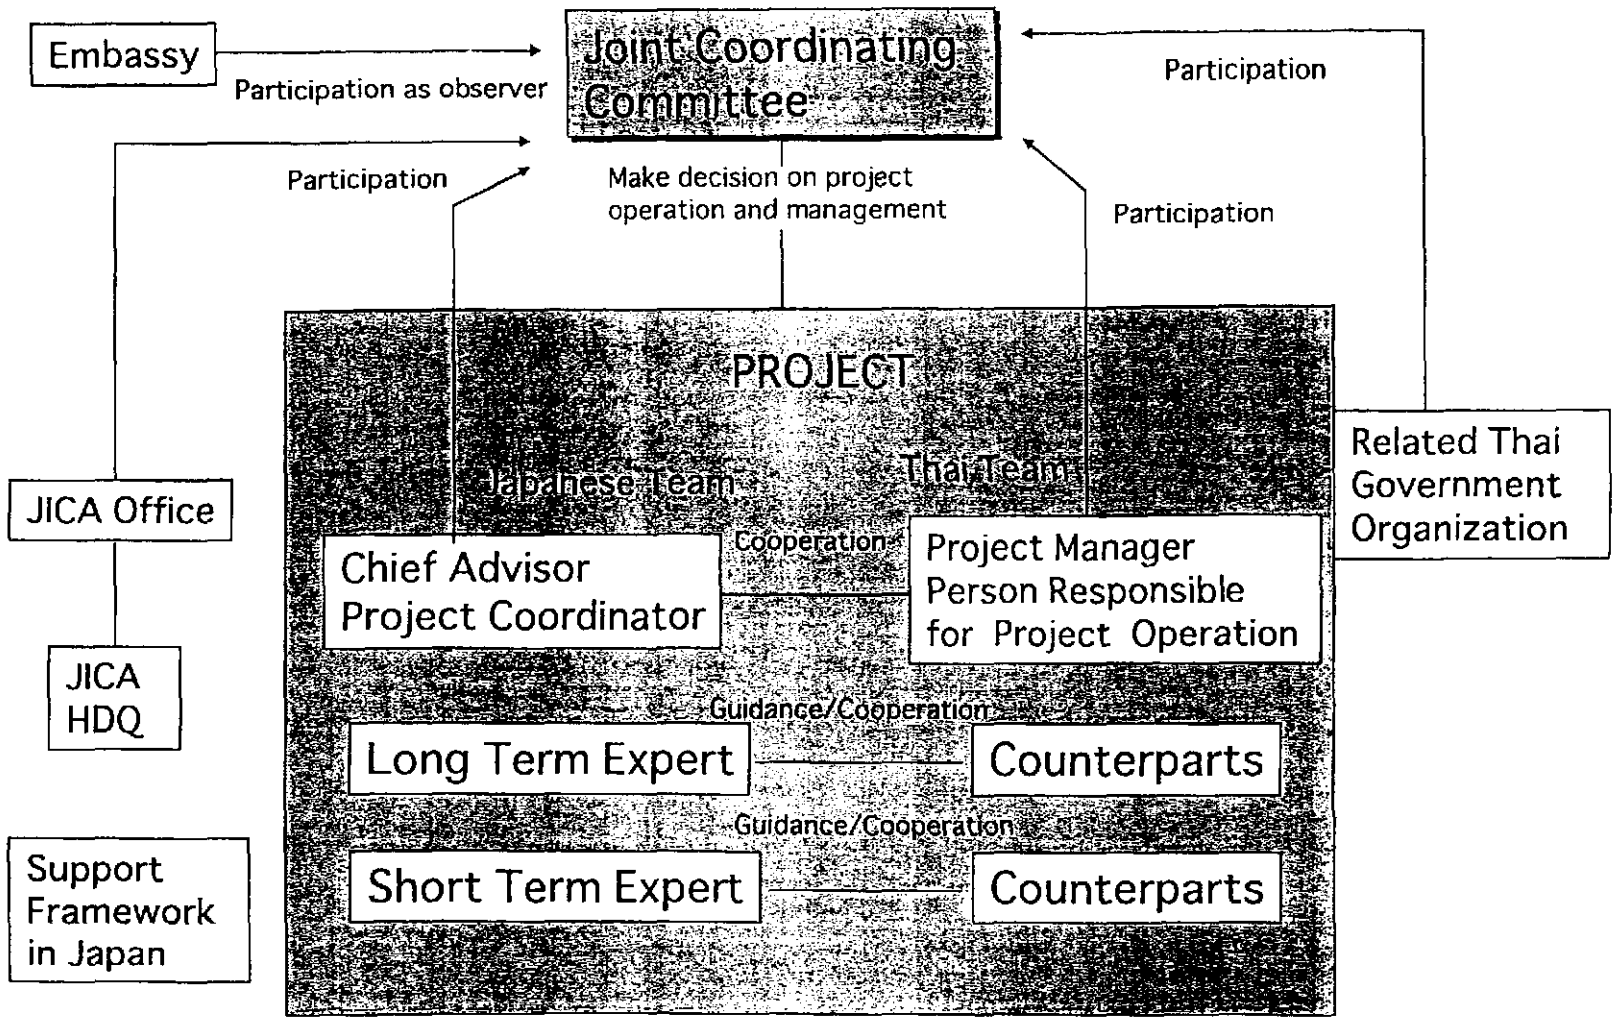 Embassy
Participation as observer
Joint Coordinating
Committee
Participation
Participation
Make decision on project
operation and management
Participation
PROJECT
Japanese Team
Thai Team
Related Thai
Government
Organization
JICA Office
Chief Advisor
Project Coordinator
Cooperation
Project Manager
Person Responsible
for Project Operation
JICA
HDQ
Guidance/Cooperation
Long Term Expert
Counterparts
Guidance/Cooperation
Short Term Expert
Counterparts
Support
Framework
in Japan